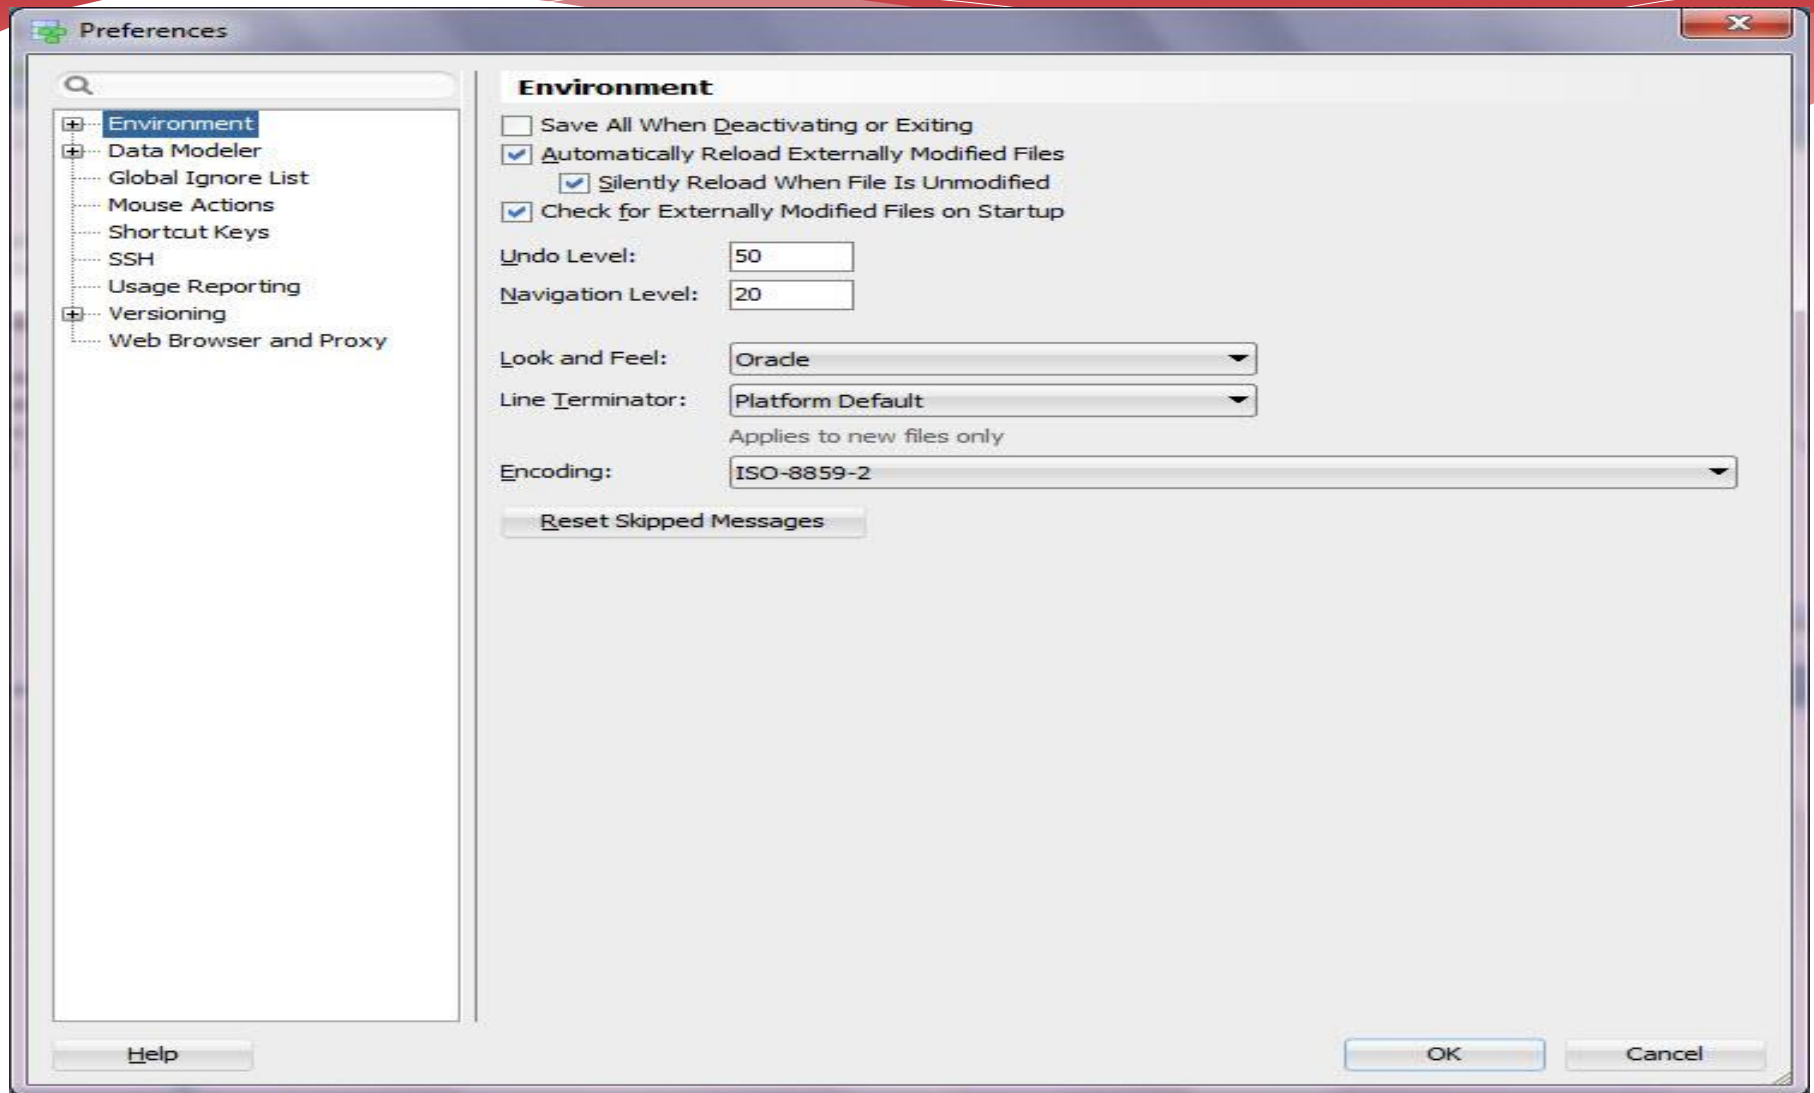 Preferences
Environment
Data Modeler
Global Ignore List
Mouse Actions
Shortcut Keys
SSH
Usage Reporting
Versioning
Web Browser and Proxy
Environment
Save All When Deactivating or Exiting
Automatically Reload Externally Modified Files
Silently Reload When File Is Unmodified
Check for Externally Modified Files on Startup
Undo Level: 50
Navigation Level: 20
Look and Feel: Oracle
Line Terminator: Platform Default
Applies to new files only
Encoding: ISO-8859-2
Reset Skipped Messages
Help OK Cancel